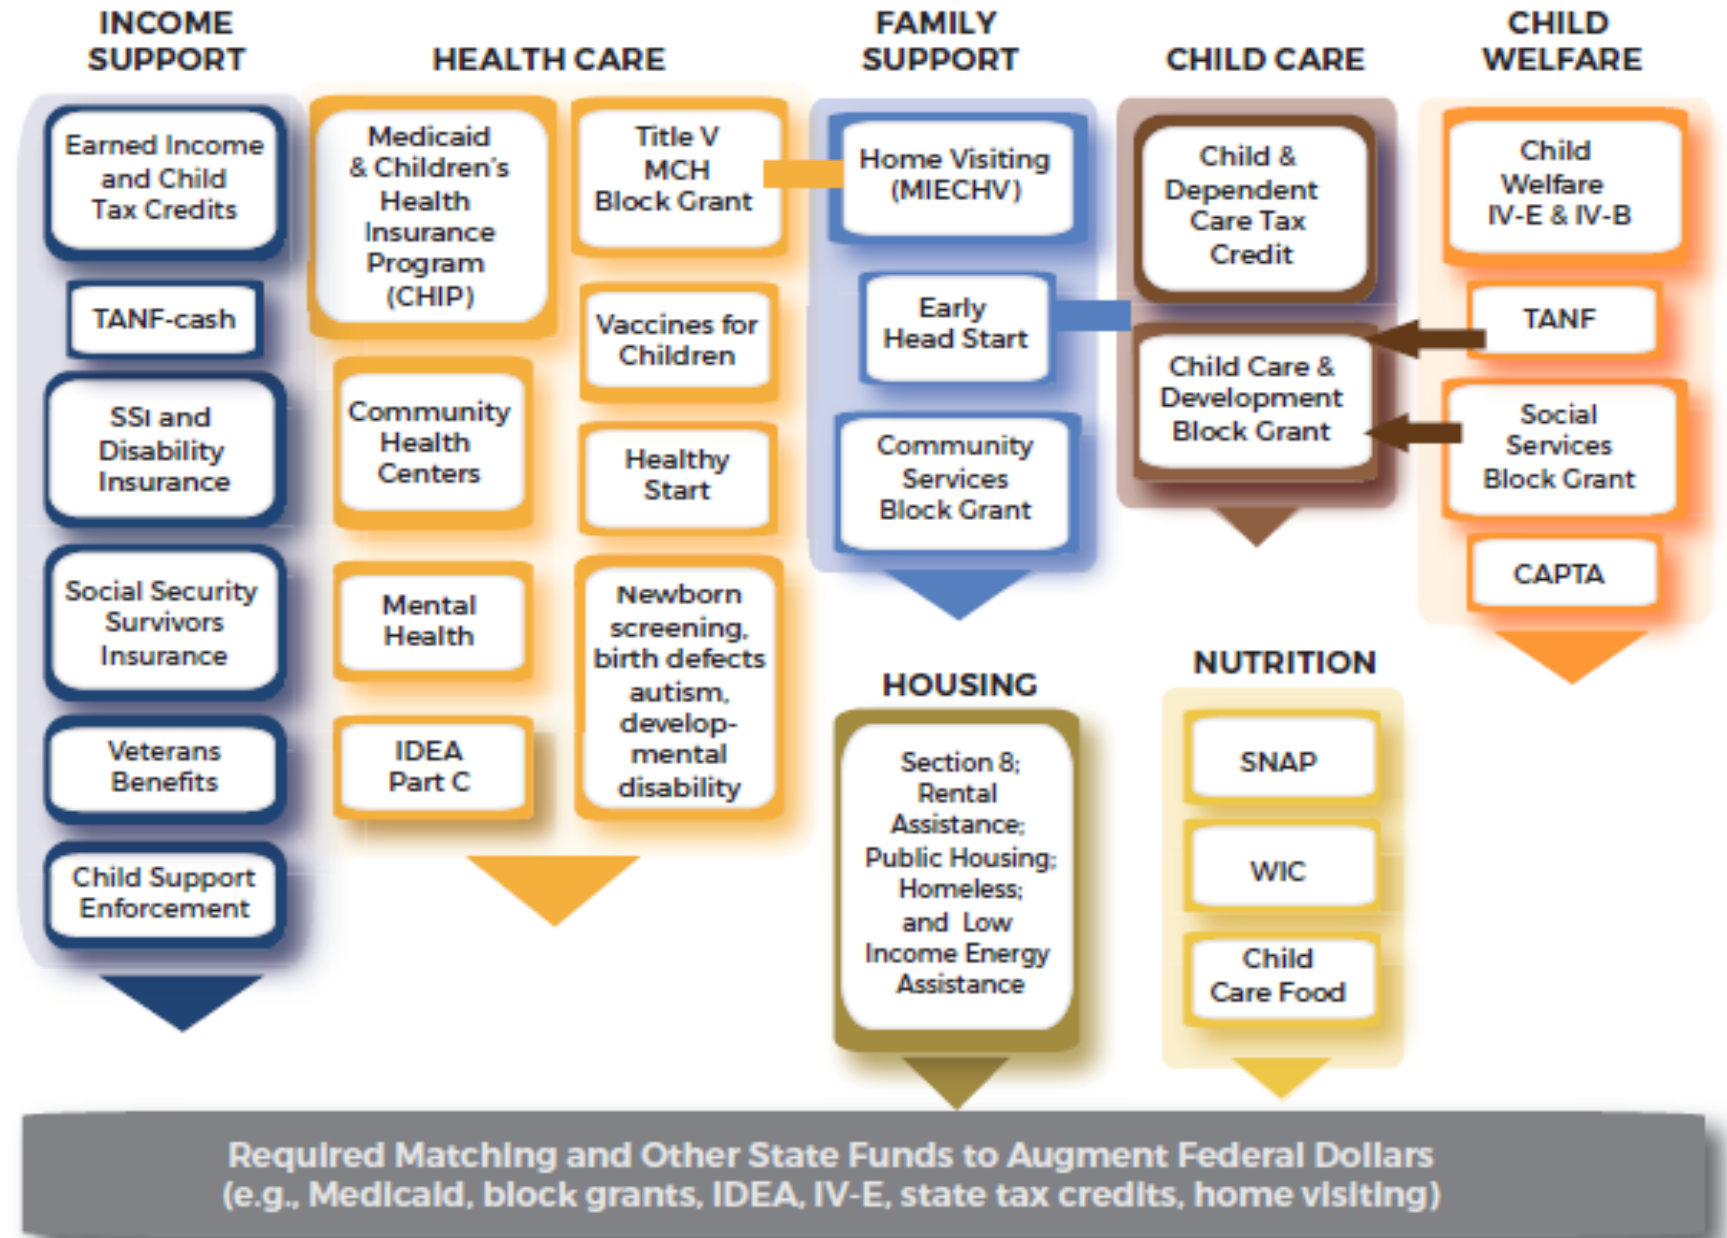 INCOME
SUPPORT
Earned Income
and Child
Tax Credits
TANF-cash
SSI and
Disability
Insurance
Social Security
Survivors
Insurance
Veterans
Benefits
Child Support
Enforcement
HEALTH CARE
Medicaid
& Children's
Health
Insurance
Program
(CHIP)
Community
Health
Centers
Mental
Health
IDEA
Part C
Title V
MCH
Block Grant
Vaccines for
Children
Healthy
Start
Newborn
screening,
birth defects
autism,
develop-
mental
disability
FAMILY
SUPPORT
Home Visiting
(MIECHV)
Early
Head Start
Community
Services
Block Grant
CHILD CARE
Child &
Dependent
Care Tax
Credit
Child Care &
Development
Block Grant
CHILD
WELFARE
Child
Welfare
IV-E & IV-B
TANF
Social
Services
Block Grant
CAPTA
HOUSING
Section 8;
Rental
Assistance;
Public Housing;
Homeless;
and Low
Income Energy
Assistance
NUTRITION
SNAP
WIC
Child
Care Food
Required Matching and Other State Funds to Augment Federal Dollars
(e.g., Medicaid, block grants, IDEA, IV-E, state tax credits, home visiting)